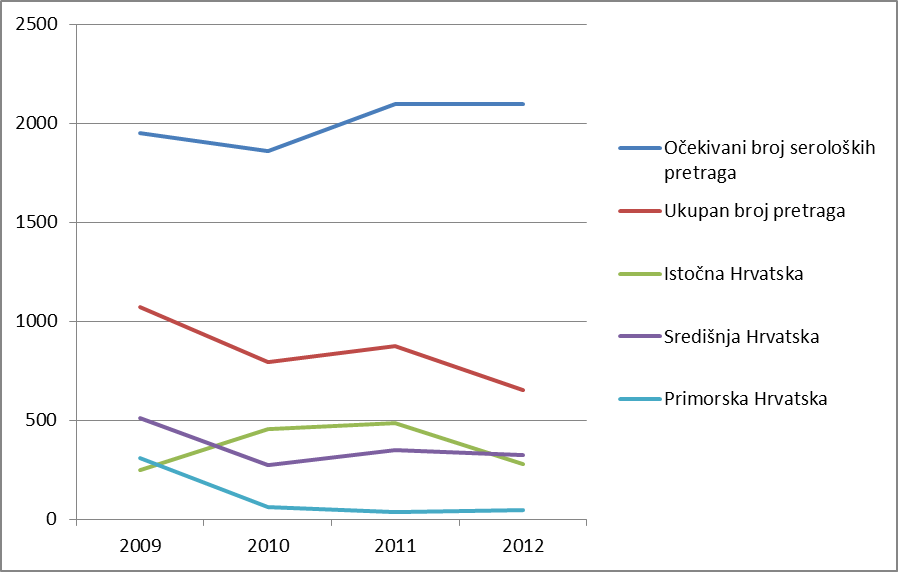 2500
2000
1500
1000
500
0
2009 2010 2011 2012
Očekivani broj seroloških
pretraga
Ukupan broj pretraga
Istočna Hrvatska
Središnja Hrvatska
Primorska Hrvatska